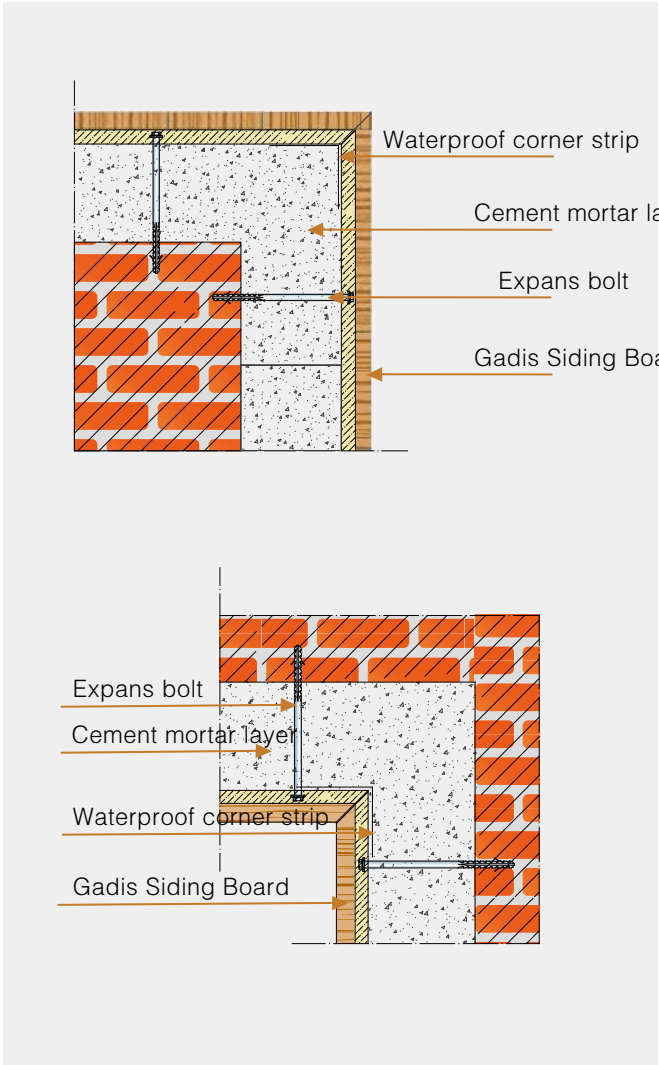 Waterproof corner strip
Cement mortar la
Expans bolt
Gadis Siding Boa
Expans bolt
Cement mortar layer
Waterproof corner strip
Gadis Siding Board